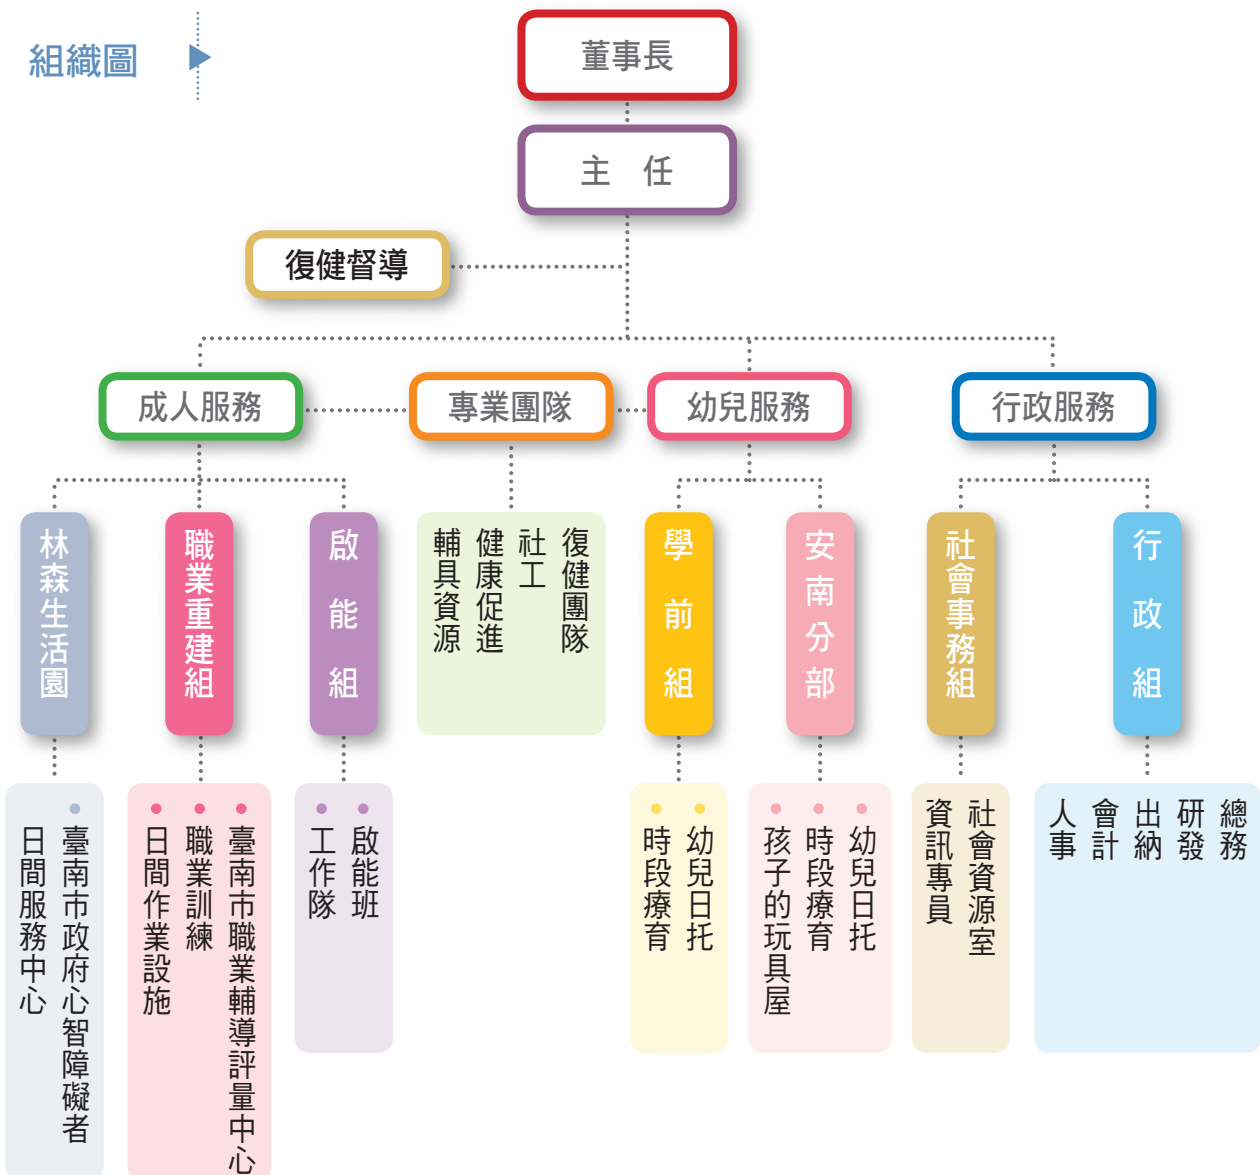 組織圖
董事長
主　任
復健督導
成人服務
專業團隊
幼兒服務
行政服務
林森生活園
職業重建組
啟能組
復健團隊
社工
健康促進
輔具資源
學前組
安南分部
社會事務組
行政組
臺南市政府心智障礙者
日間服務中心
臺南市職業輔導評量中心
職業訓練
日間作業設施
啟能班
工作隊
幼兒日托
時段療育
幼兒日托
時段療育
孩子的玩具屋
社會資源室
資訊專員
總務
研發
出納
會計
人事